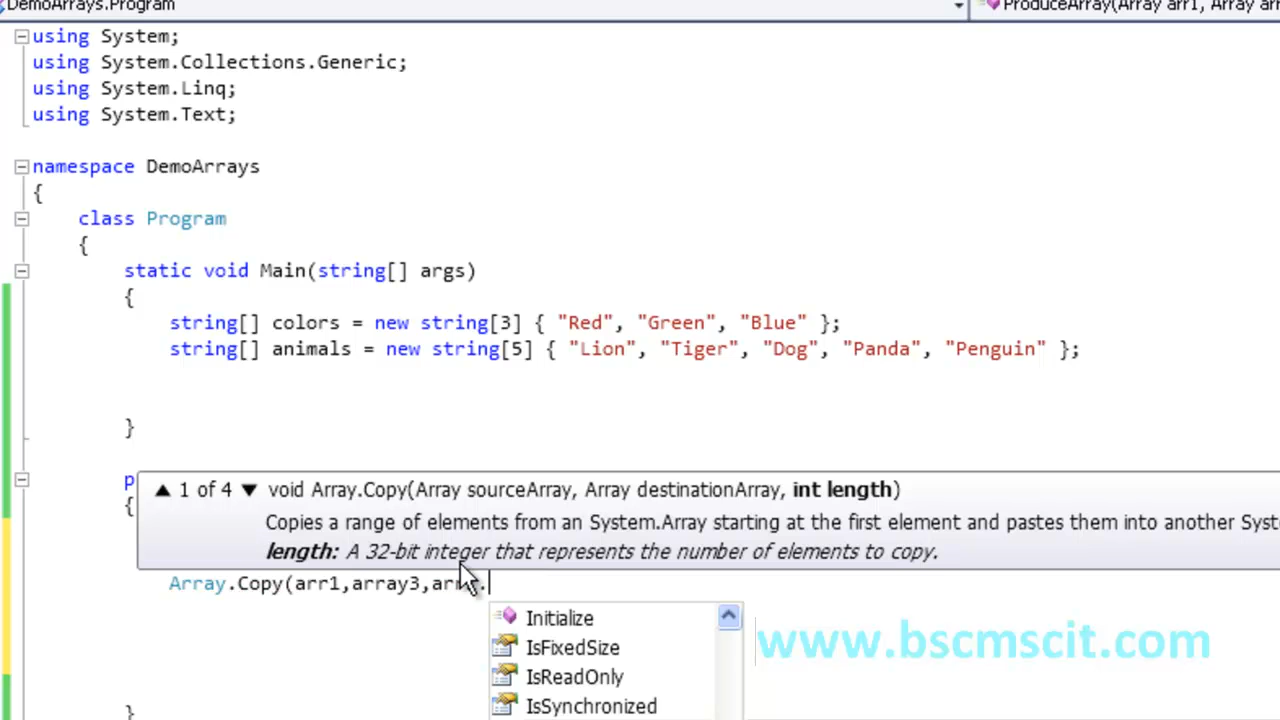 DemoArrays.Program
ProduceArray(Array arr1, Array arr
using System;
using System.Collections.Generic;
using System.Linq;
using System.Text;
namespace DemoArrays
{
class Program
{
static void Main(string[] args)
{
string[] colors = new string[3] { "Red", "Green", "Blue" };
string[] animals = new string[5] { "Lion", "Tiger", "Dog", "Panda", "Penguin" };
}
p
{
1 of 4 void Array.Copy(Array sourceArray, Array destinationArray, int length)
Copies a range of elements from an System.Array starting at the first element and pastes them into another Syst
length: A 32-bit integer that represents the number of elements to copy.
Array.Copy(arr1,array3,arr1.
Initialize
IsFixedSize
IsReadOnly
IsSynchronized
www.bscmscit.com
}